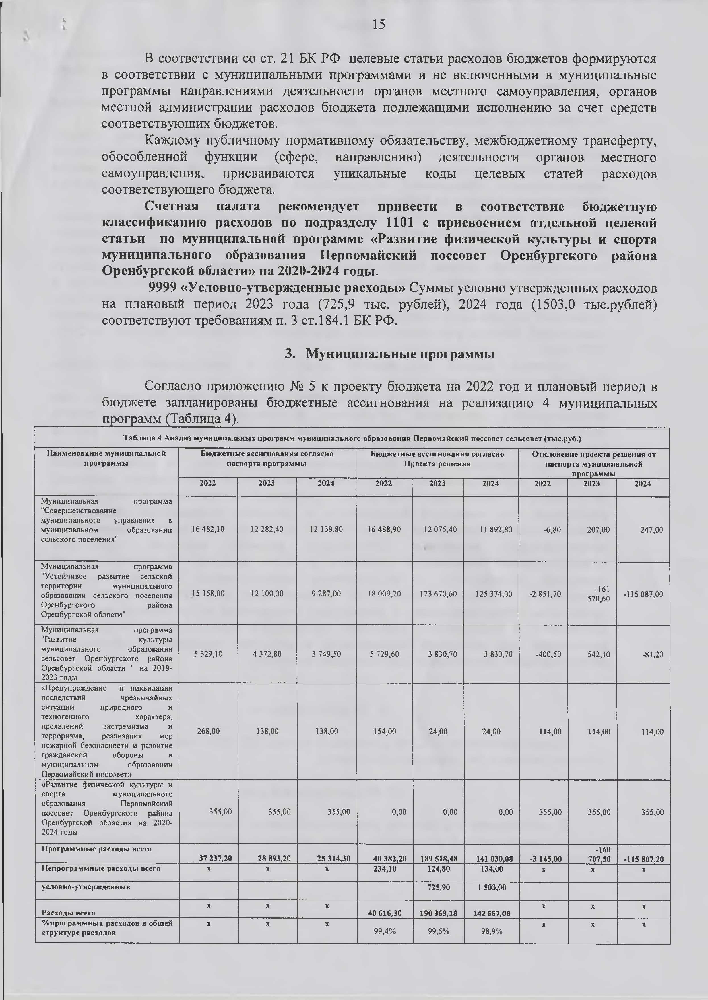 15
В соответствии со ст. 21 БК РФ целевые статьи расходов бюджетов формируются
в соответствии с муниципальными программами и не включенными в муниципальные
программы направлениями деятельности органов местного самоуправления, органов
местной администрации расходов бюджета подлежащими исполнению за счет средств
соответствующих бюджетов.
Каждому публичному нормативному обязательству, межбюджетному трансферту,
обособленной функции (сфере, направлению) деятельности органов местного
самоуправления, присваиваются уникальные коды целевых статей расходов
соответствующего бюджета.
Счетная палата рекомендует привести в соответствие бюджетную
классификацию расходов по подразделу 1101 с присвоением отдельной целевой
статьи по муниципальной программе «Развитие физической культуры и спорта
муниципального образования Первомайский поссовет Оренбургского района
Оренбургской области» на 2020-2024 годы.
9999 «Условно-утвержденные расходы» Суммы условно утвержденных расходов
на плановый период 2023 года (725,9 тыс. рублей), 2024 года (1503,0 тыс.рублей)
соответствуют требованиям п. 3 ст.184.1 БК РФ.
3. Муниципальные программы
Согласно приложению № 5 к проекту бюджета на 2022 год и плановый период в
бюджете запланированы бюджетные ассигнования на реализацию 4 муниципальных
программ (Таблица 4).
Таблица 4 Анализ муниципальных программ муниципального образования Первомайский поссовет сельсовет (тыс.руб.)
Наименование муниципальной
программы
Бюджетные ассигнования согласно
паспорта программы
Бюджетные ассигнования согласно
Проекта решения
Отклонение проекта решения от
паспорта муниципальной
программы
2022 2023 2024 2022 2023 2024 2022 2023 2024
Муниципальная программа
"Совершенствование
муниципального управления в
муниципальном образовании
сельского поселения"
16 482,10 12 282,40 12 139,80 16 488,90 12 075,40 11 892,80 -6,80 207,00 247,00
Муниципальная программа
"Устойчивое развитие сельской
территории муниципального
образовании сельского поселения
Оренбургского района
Оренбургской области"
15 158,00 12 100,00 9 287,00 18 009,70 173 670,60 125 374,00 -2 851,70 -161
570,60 -116 087,00
Муниципальная программа
"Развитие культуры
муниципального образования
сельсовет Оренбургского района
Оренбургской области " на 2019-
2023 годы
5 329,10 4 372,80 3 749,50 5 729,60 3 830,70 3 830,70 -400,50 542,10 -81,20
«Предупреждение и ликвидация
последствий чрезвычайных
ситуаций природного и
техногенного характера,
проявлений экстремизма и
терроризма, реализация мер
пожарной безопасности и развитие
гражданской обороны в
муниципальном образовании
Первомайский поссовет»
268,00 138,00 138,00 154,00 24,00 24,00 114,00 114,00 114,00
«Развитие физической культуры и
спорта муниципального
образования Первомайский
поссовет Оренбургского района
Оренбургской области» на 2020-
2024 годы.
355,00 355,00 355,00 0,00 0,00 0,00 355,00 355,00 355,00
Программные расходы всего
37 237,20 28 893,20 25 314,30 40 382,20 189 518,48 141 030,08 -3 145,00 -160
707,50 -115 807,20
Непрограммные расходы всего x x x 234,10 124,80 134,00 x x x
условно-утвержденные 725,90 1 503,00
Расходы всего x x x 40 616,30 190 369,18 142 667,08 x x x
%программных расходов в общей
структуре расходов
x x x 99,4% 99,6% 98,9% x x x